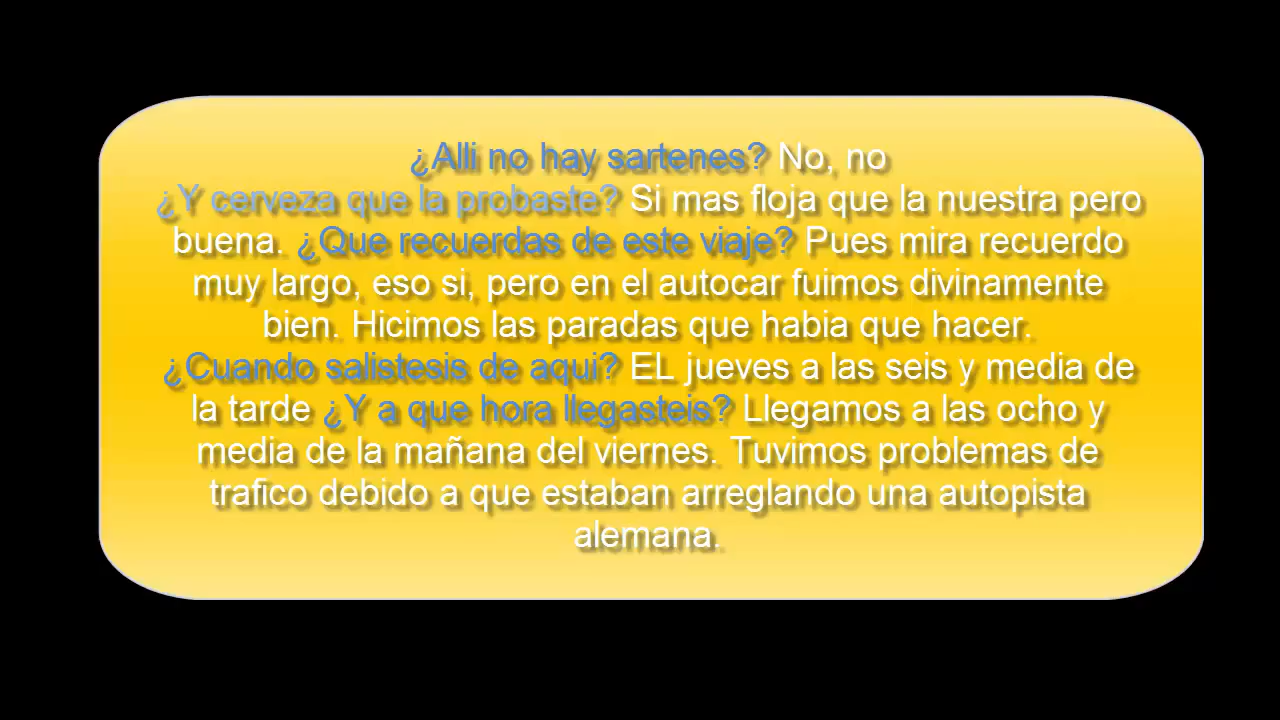 ¿Alli no hay sartenes? No, no
¿Y cerveza que la probaste? Si mas floja que la nuestra pero
buena. ¿Que recuerdas de este viaje? Pues mira recuerdo
muy largo, eso si, pero en el autocar fuimos divinamente
bien. Hicimos las paradas que habia que hacer.
¿Cuando salistesis de aqui? EL jueves a las seis y media de
la tarde ¿Y a que hora llegasteis? Llegamos a las ocho y
media de la mañana del viernes. Tuvimos problemas de
trafico debido a que estaban arreglando una autopista
alemana.